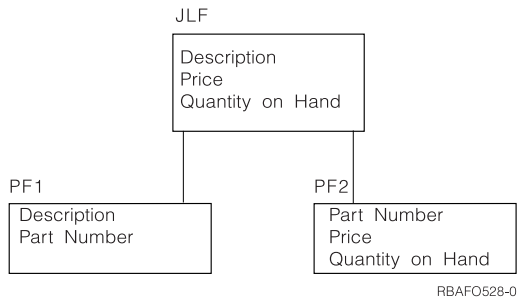 JLF
Description
Price
Quantity on Hand
PF1
Description
Part Number
PF2
Part Number
Price
Quantity on Hand
RBAFO528-0